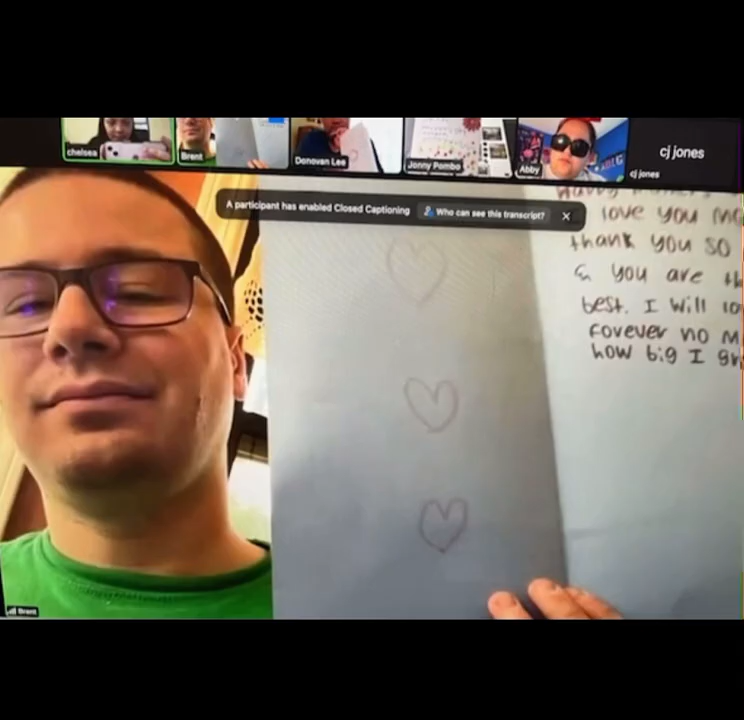 chelsea
Brent
Donovan Lee
Jonny Pombo
Abby
cj jones
cj jones
A participant has enabled Closed Captioning
Who can see this transcript?
love you
thank you so
& you are
best. I will
forever no
how big I
Brent